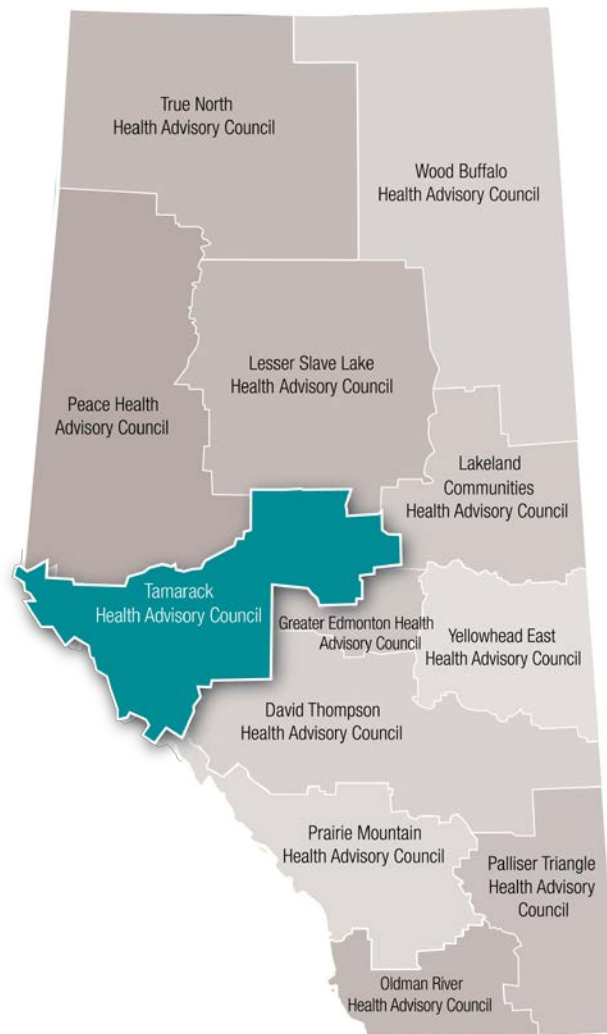 True North
Health Advisory Council
Wood Buffalo
Health Advisory Council
Lesser Slave Lake
Health Advisory Council
Peace Health
Advisory Council
Lakeland
Communities
Health Advisory Council
Tamarack
Health Advisory Council
Greater Edmonton Health
Advisory Council
Yellowhead East
Health Advisory Council
David Thompson
Health Advisory Council
Prairie Mountain
Health Advisory Council
Palliser Triangle
Health Advisory
Council
Oldman River
Health Advisory Council